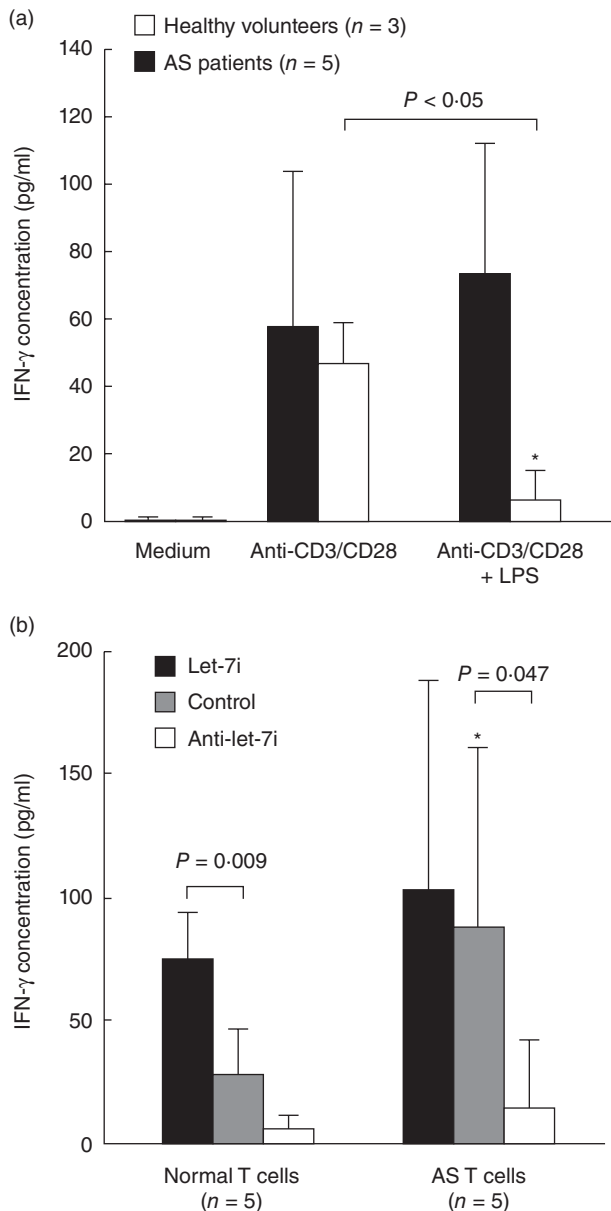 (a)
Healthy volunteers (n = 3)
AS patients (n = 5)
P < 0·05
IFN-γ concentration (pg/ml)
140
120
100
80
60
40
20
0
*
Medium
Anti-CD3/CD28
Anti-CD3/CD28
+ LPS
(b)
Let-7i
Control
Anti-let-7i
P = 0·009
P = 0·047
*
IFN-γ concentration (pg/ml)
200
150
100
50
0
Normal T cells
(n = 5)
AS T cells
(n = 5)